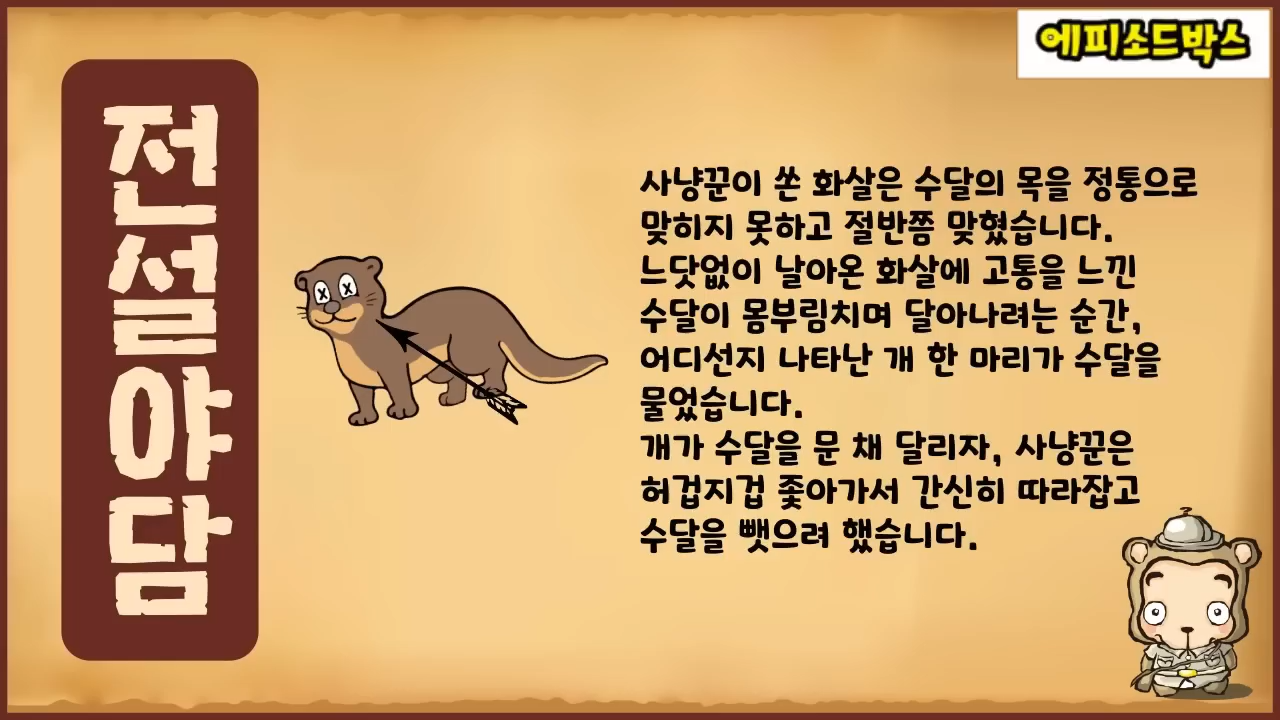 에피소드박스
전설야담
사냥꾼이 쏜 화살은 수달의 목을 정통으로
맞히지 못하고 절반쯤 맞혔습니다.
느닷없이 날아온 화살에 고통을 느낀
수달이 몸부림치며 달아나려는 순간,
어디선지 나타난 개 한 마리가 수달을
물었습니다.
개가 수달을 문 채 달리자, 사냥꾼은
허겁지겁 좇아가서 간신히 따라잡고
수달을 뺏으려 했습니다.